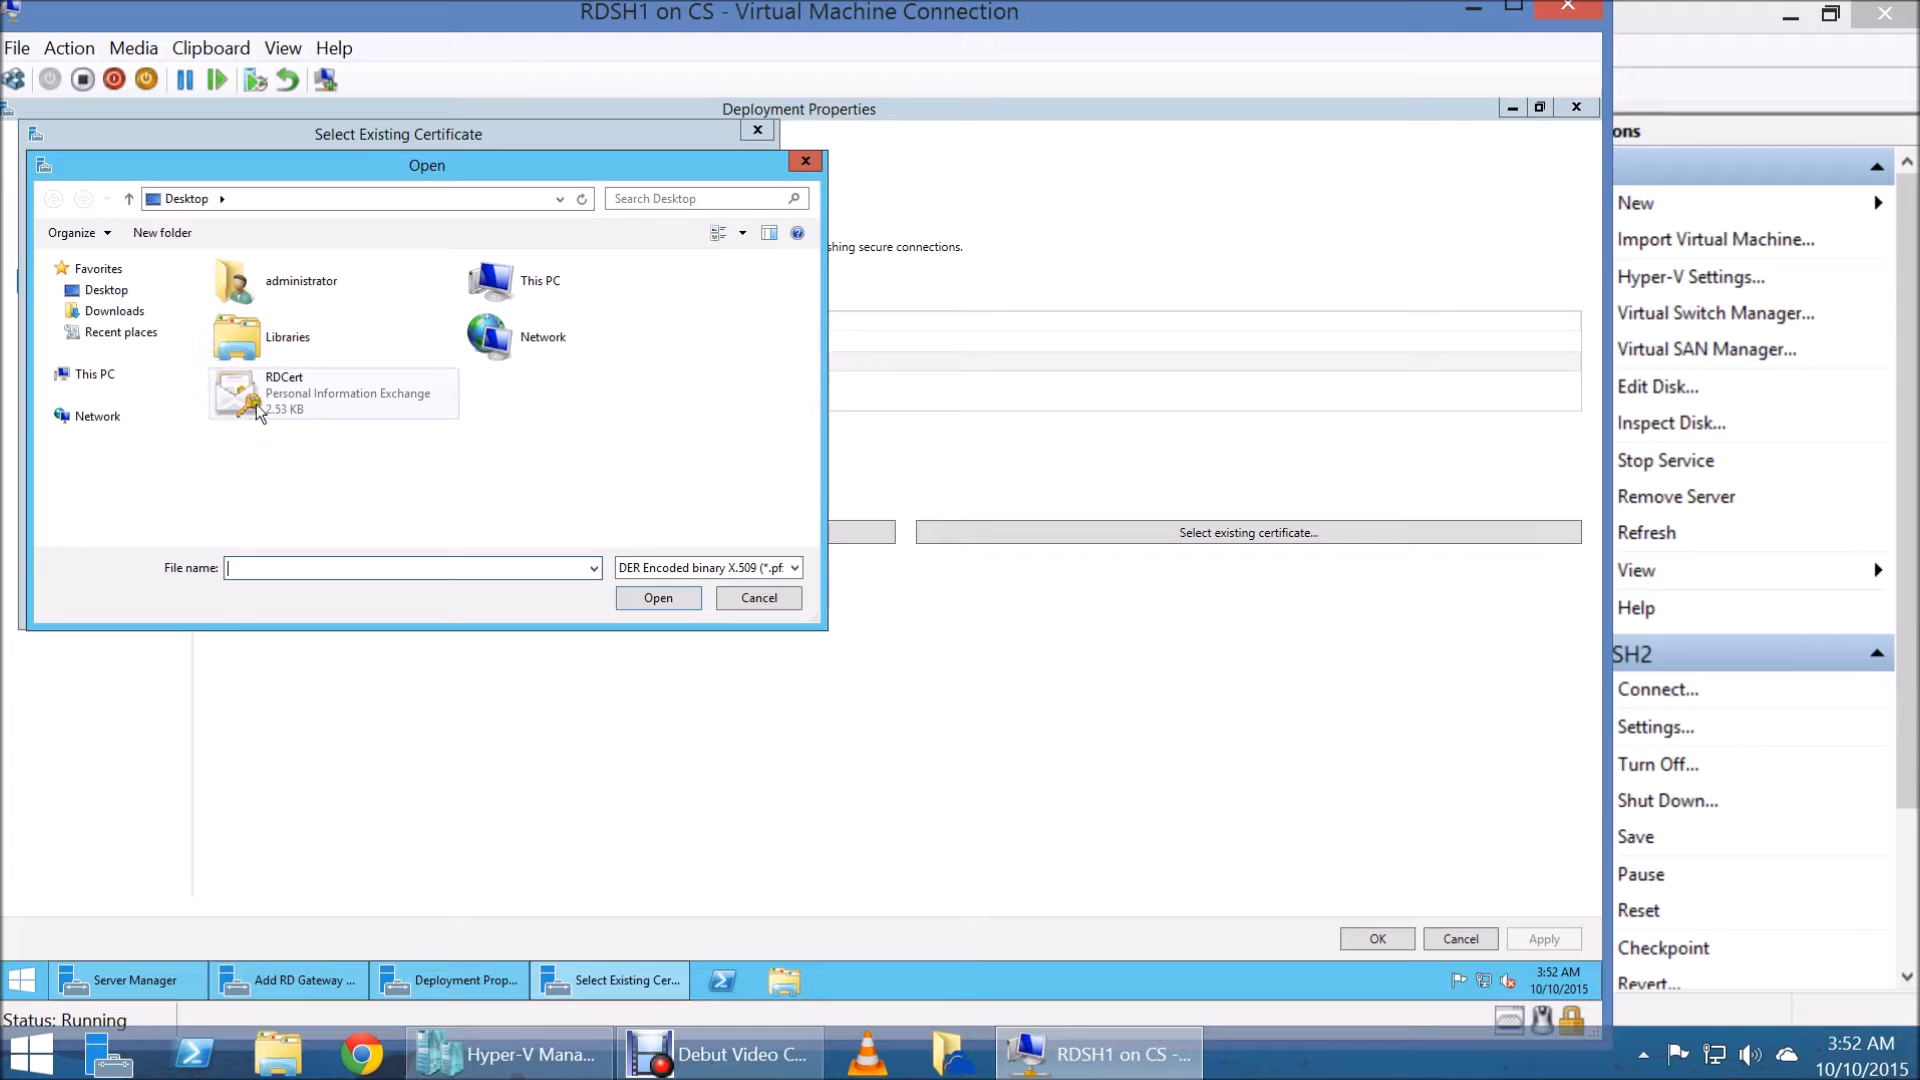 RDSH1 on CS - Virtual Machine Connection
File Action Media Clipboard View Help
Deployment Properties
Select Existing Certificate
Open
Desktop
Search Desktop
Organize
New folder
Favorites
Desktop
Downloads
Recent places
This PC
Network
administrator
This PC
Libraries
Network
RDCert
Personal Information Exchange
2.53 KB
File name:
DER Encoded binary X.509 (*.pf
Open
Cancel
shing secure connections.
Select existing certificate...
OK
Cancel
Apply
ons
New
Import Virtual Machine...
Hyper-V Settings...
Virtual Switch Manager...
Virtual SAN Manager...
Edit Disk...
Inspect Disk...
Stop Service
Remove Server
Refresh
View
Help
SH2
Connect...
Settings...
Turn Off...
Shut Down...
Save
Pause
Reset
Checkpoint
Revert...
Server Manager
Add RD Gateway ...
Deployment Prop...
Select Existing Cer...
3:52 AM
10/10/2015
Status: Running
Hyper-V Mana...
Debut Video C...
RDSH1 on CS -...
3:52 AM
10/10/2015